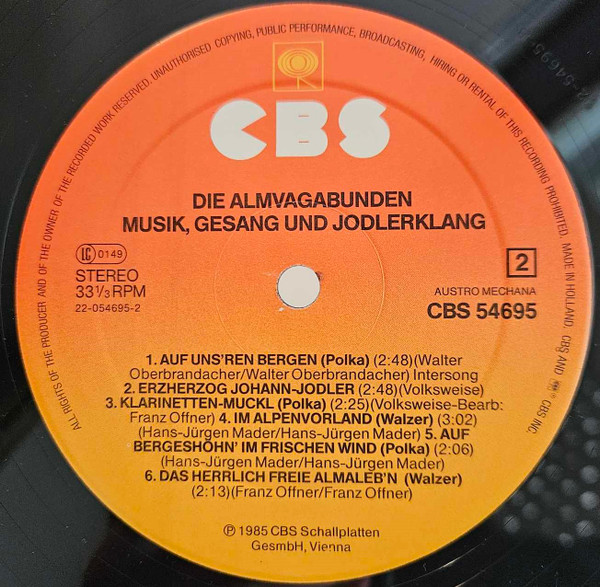 ALL RIGHTS OF THE PRODUCER AND OF THE OWNER OF THE RECORDED WORK RESERVED. UNAUTHORISED COPYING, PUBLIC PERFORMANCE, BROADCASTING, HIRING OR RENTAL OF THIS RECORDING PROHIBITED. MADE IN HOLLAND. CBS AND ® CBS INC.
CBS
DIE ALMVAGABUNDEN
MUSIK, GESANG UND JODLERKLANG
LC 0149
STEREO
33 1/3 RPM
22-054695-2
2
AUSTRO MECHANA
CBS 54695
1. AUF UNS'REN BERGEN (Polka) (2:48)(Walter
Oberbrandacher/Walter Oberbrandacher) Intersong
2. ERZHERZOG JOHANN-JODLER (2:48)(Volksweise)
3. KLARINETTEN-MUCKL (Polka) (2:25)(Volksweise-Bearb:
Franz Offner) 4. IM ALPENVORLAND (Walzer) (3:02)
(Hans-Jürgen Mader/Hans-Jürgen Mader) 5. AUF
BERGESHÖHN' IM FRISCHEN WIND (Polka) (2:06)
(Hans-Jürgen Mader/Hans-Jürgen Mader)
6. DAS HERRLICH FREIE ALMALEB'N (Walzer)
(2:13)(Franz Offner/Franz Offner)
℗ 1985 CBS Schallplatten
GesmbH, Vienna